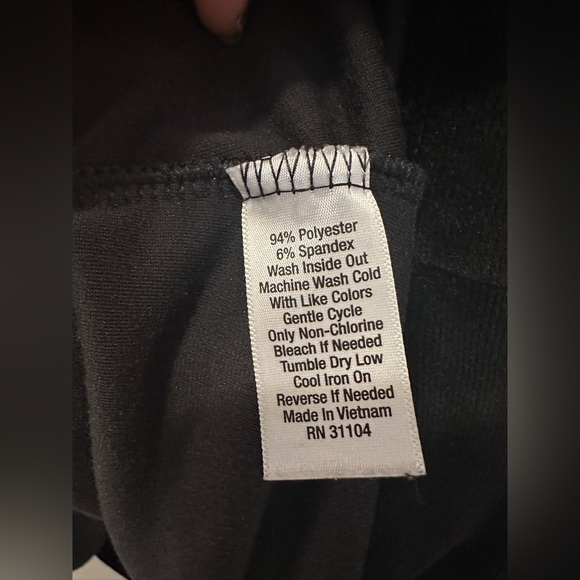 94% Polyester
6% Spandex
Wash Inside Out
Machine Wash Cold
With Like Colors
Gentle Cycle
Only Non-Chlorine
Bleach If Needed
Tumble Dry Low
Cool Iron On
Reverse If Needed
Made In Vietnam
RN 31104